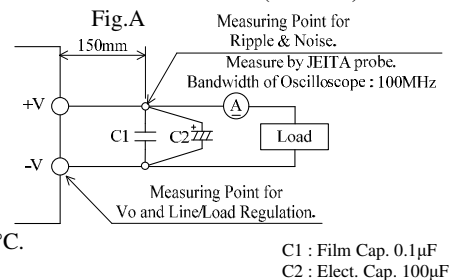 Fig.A
Measuring Point for
Ripple & Noise.
150mm
Measure by JEITA probe.
Bandwidth of Oscilloscope : 100MHz
+V
A
C1
C2
+
Load
-V
Measuring Point for
Vo and Line/Load Regulation.
°C.
C1 : Film Cap. 0.1μF
C2 : Elect. Cap. 100μF